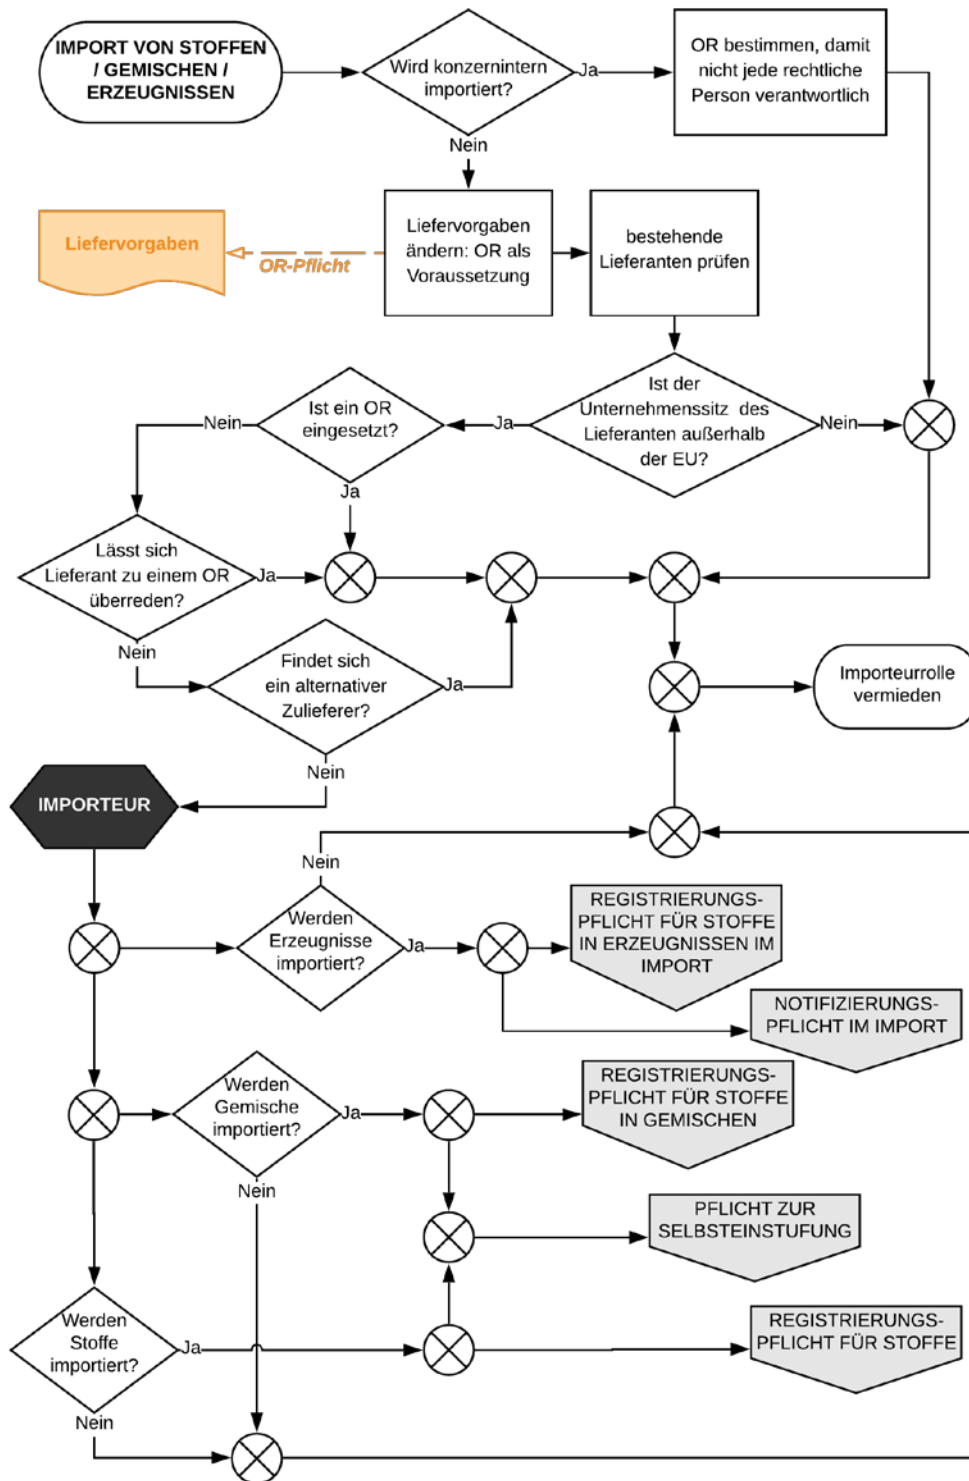 IMPORT VON STOFFEN
/ GEMISCHEN /
ERZEUGNISSEN
Wird konzernintern
importiert?
Ja
OR bestimmen, damit
nicht jede rechtliche
Person verantwortlich
Nein
Liefervorgaben
OR-Pflicht
Liefervorgaben
ändern: OR als
Voraussetzung
bestehende
Lieferanten prüfen
Ist der
Unternehmenssitz des
Lieferanten außerhalb
der EU?
Nein
Ja
Ist ein OR
eingesetzt?
Nein
Ja
Lässt sich
Lieferant zu einem OR
überreden?
Ja
Nein
Findet sich
ein alternativer
Zulieferer?
Ja
Nein
Importeurrolle
vermieden
IMPORTEUR
Nein
Werden
Erzeugnisse
importiert?
Ja
REGISTRIERUNGS-
PFLICHT FÜR STOFFE
IN ERZEUGNISSEN IM
IMPORT
NOTIFIZIERUNGS-
PFLICHT IM IMPORT
Werden
Gemische
importiert?
Ja
Nein
REGISTRIERUNGS-
PFLICHT FÜR STOFFE
IN GEMISCHEN
PFLICHT ZUR
SELBSTEINSTUFUNG
Werden
Stoffe
importiert?
Ja
Nein
REGISTRIERUNGS-
PFLICHT FÜR STOFFE